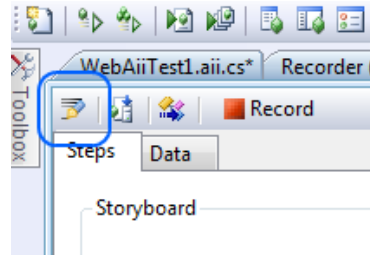 WebAiiTest1.aii.cs* Recorder
Toolbox
Record
Steps Data
Storyboard